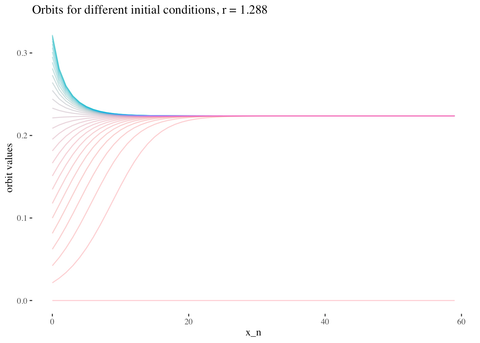 Orbits for different initial conditions, r = 1.288
orbit values
0.3
0.2
0.1
0.0
0 20 40 60
x_n